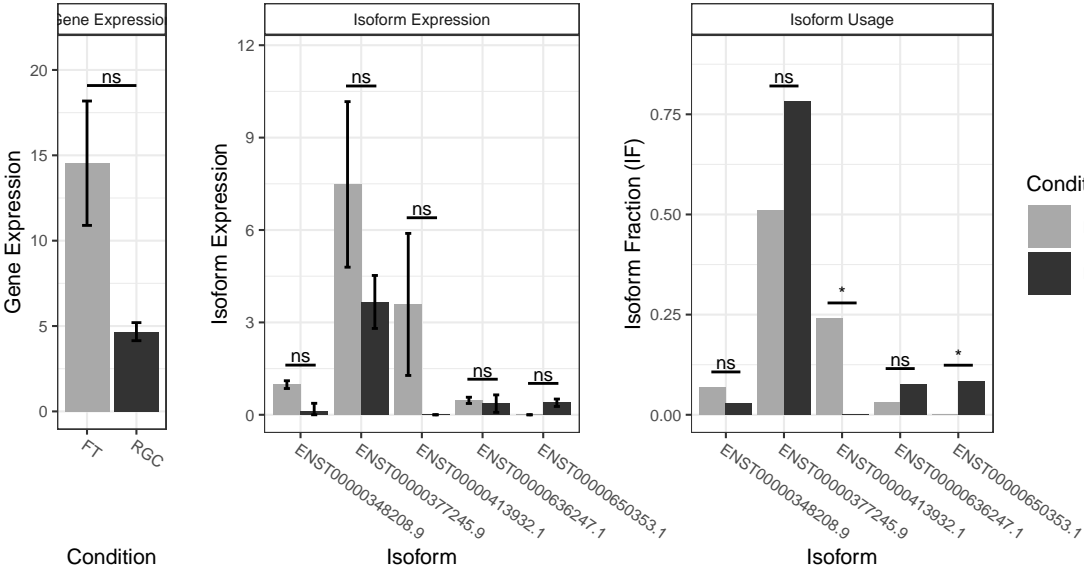 Gene Expression
Isoform Expression
Isoform Usage
Gene Expression
20
15
10
5
0
ns
FT
RGC
Condition
Isoform Expression
12
9
6
3
0
ns
ns
ns
ns
ns
ENST00000348208.9
ENST00000377245.9
ENST00000413932.1
ENST00000636247.1
ENST00000650353.1
Isoform
Isoform Fraction (IF)
0.75
0.50
0.25
0.00
ns
ns
*
ns
*
ENST00000348208.9
ENST00000377245.9
ENST00000413932.1
ENST00000636247.1
ENST00000650353.1
Isoform
Condit